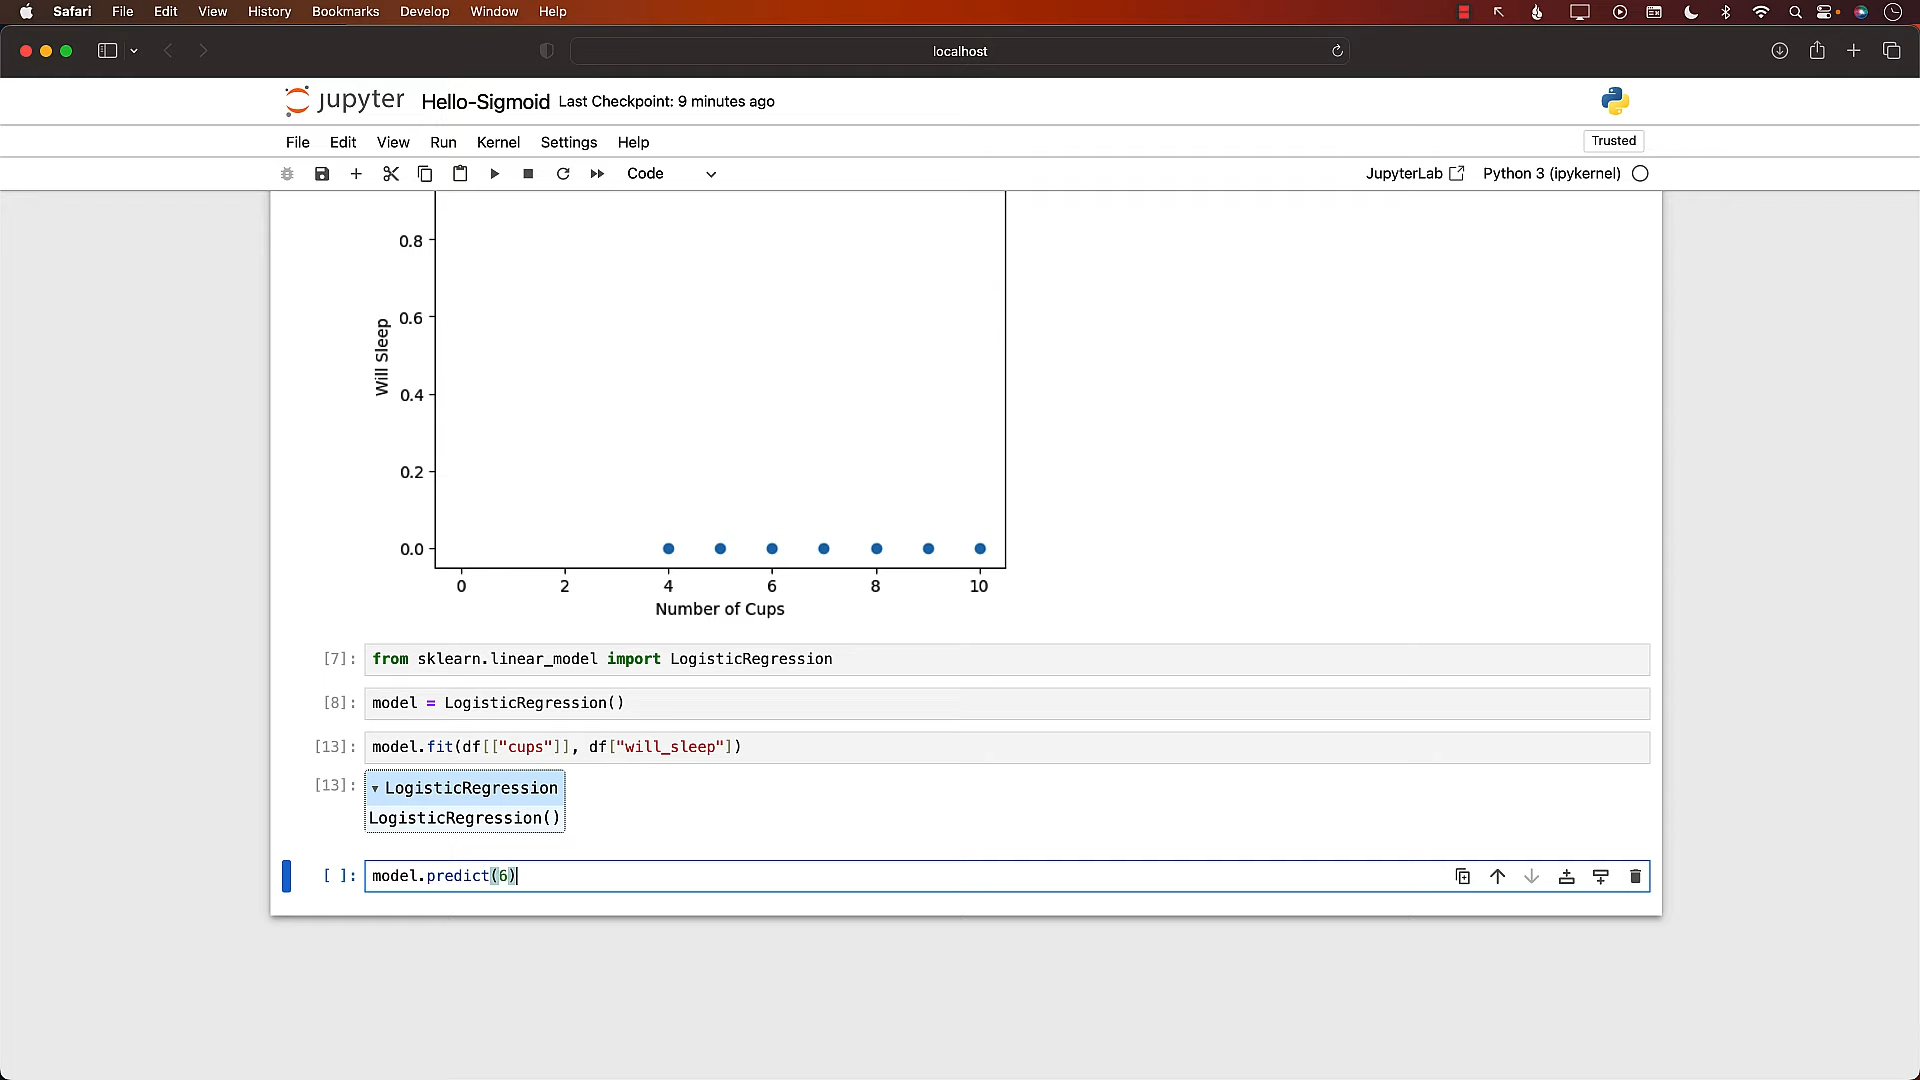 Safari File Edit View History Bookmarks Develop Window Help
localhost
jupyter Hello-Sigmoid Last Checkpoint: 9 minutes ago
File Edit View Run Kernel Settings Help
Trusted
Code
JupyterLab Python 3 (ipykernel)
0.8
0.6
0.4
0.2
0.0
Will Sleep
0 2 4 6 8 10
Number of Cups
[7]: from sklearn.linear_model import LogisticRegression
[8]: model = LogisticRegression()
[13]: model.fit(df[["cups"]], df["will_sleep"])
[13]: ▾ LogisticRegression
LogisticRegression()
[ ]: model.predict(6)